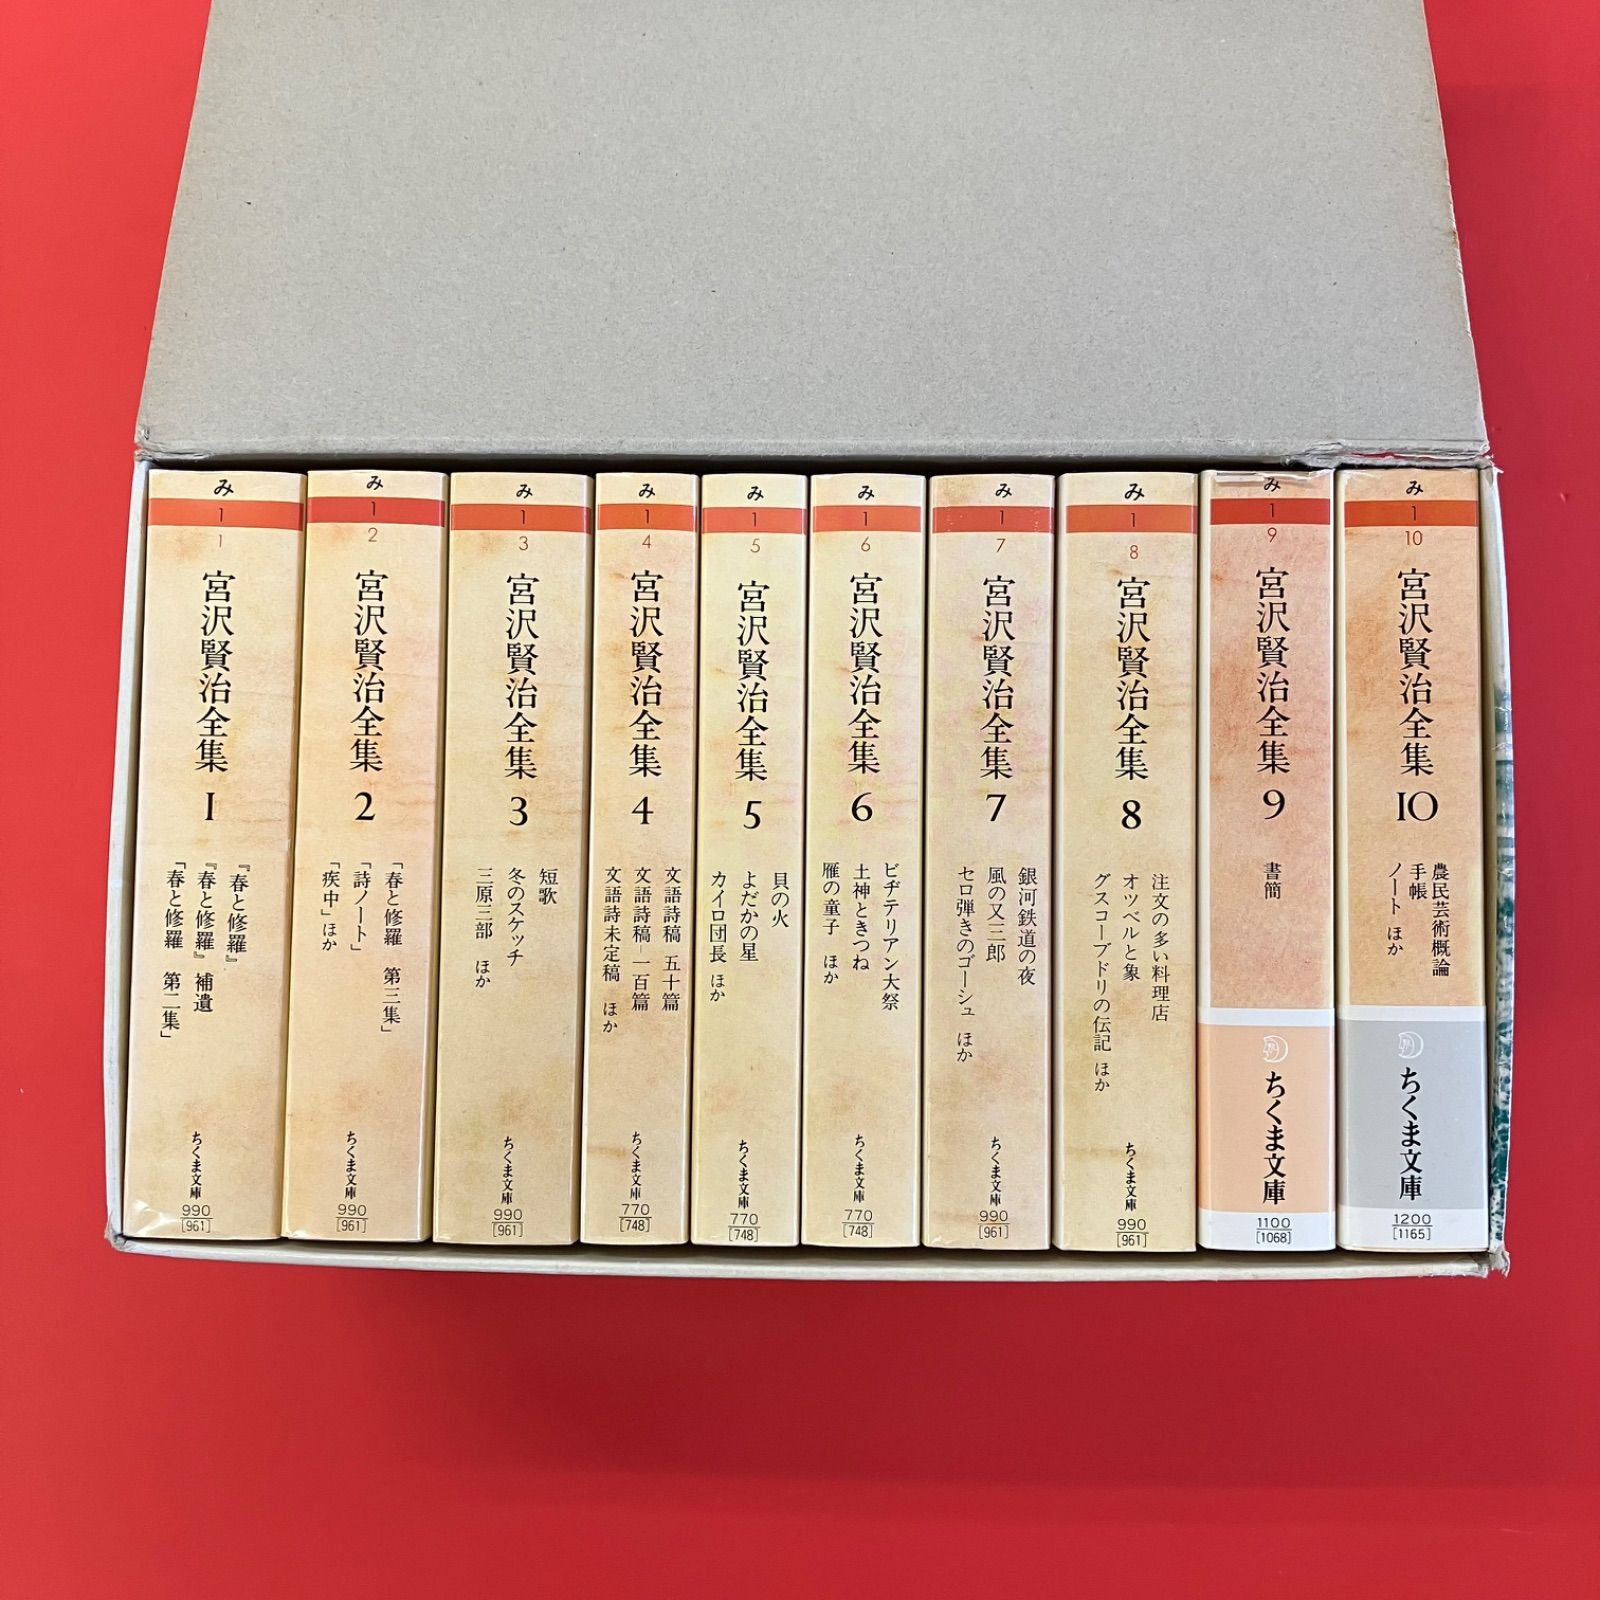 み
1
1
宮沢賢治全集 1
『春と修羅』
『春と修羅』補遺
「春と修羅 第二集」
ちくま文庫
990
[961]
み
1
2
宮沢賢治全集 2
「春と修羅 第三集」
「詩ノート」
「疾中」ほか
ちくま文庫
990
[961]
み
1
3
宮沢賢治全集 3
短歌
冬のスケッチ
三原三部 ほか
ちくま文庫
990
[961]
み
1
4
宮沢賢治全集 4
文語詩稿 五十篇
文語詩稿 一百篇
文語詩未定稿 ほか
ちくま文庫
770
[748]
み
1
5
宮沢賢治全集 5
貝の火
よだかの星
カイロ団長 ほか
ちくま文庫
770
[748]
み
1
6
宮沢賢治全集 6
ビヂテリアン大祭
土神ときつね
雁の童子 ほか
ちくま文庫
770
[748]
み
1
7
宮沢賢治全集 7
銀河鉄道の夜
風の又三郎
セロ弾きのゴーシュ ほか
ちくま文庫
990
[961]
み
1
8
宮沢賢治全集 8
注文の多い料理店
オツベルと象
グスコーブドリの伝記 ほか
ちくま文庫
990
[961]
み
1
9
宮沢賢治全集 9
書簡
ちくま文庫
1100
[1068]
み
1
10
宮沢賢治全集 10
農民芸術概論
手帳
ノート ほか
ちくま文庫
1200
[1165]